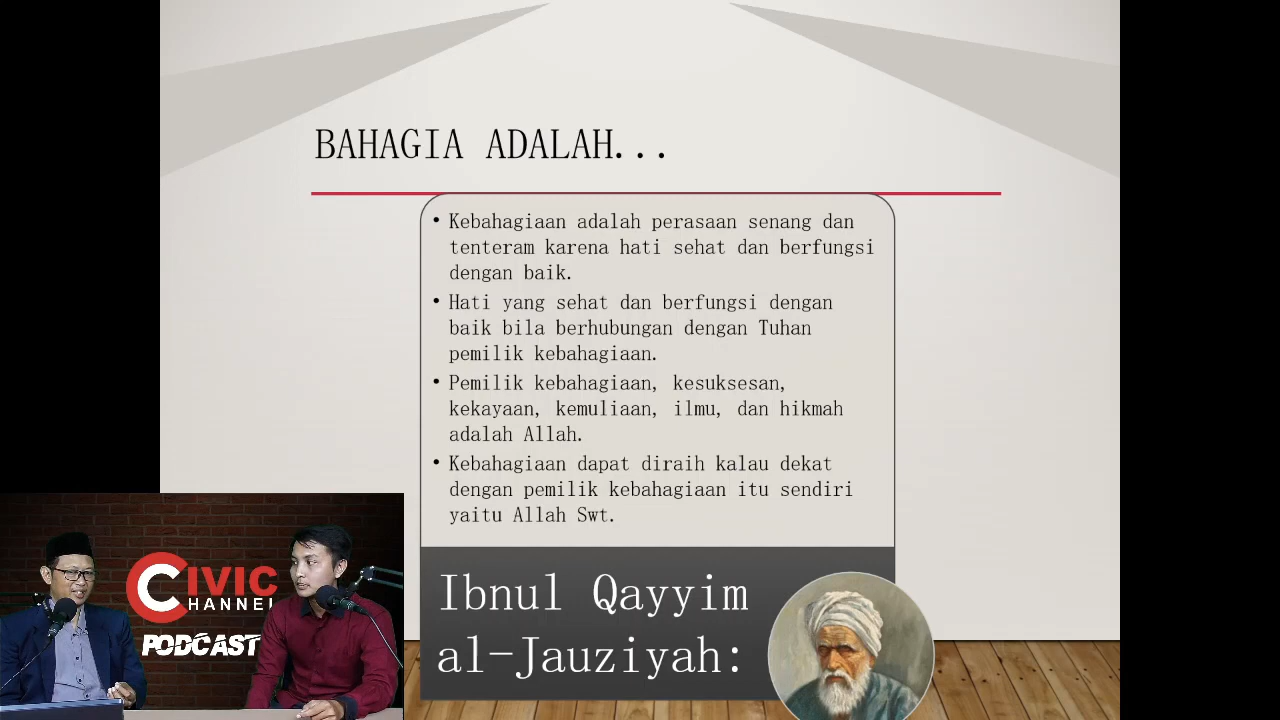 BAHAGIA ADALAH...
• Kebahagiaan adalah perasaan senang dan
tenteram karena hati sehat dan berfungsi
dengan baik.
• Hati yang sehat dan berfungsi dengan
baik bila berhubungan dengan Tuhan
pemilik kebahagiaan.
• Pemilik kebahagiaan, kesuksesan,
kekayaan, kemuliaan, ilmu, dan hikmah
adalah Allah.
• Kebahagiaan dapat diraih kalau dekat
dengan pemilik kebahagiaan itu sendiri
yaitu Allah Swt.
Ibnul Qayyim
al-Jauziyah:
CIVIC
CHANNEL
PODCAST